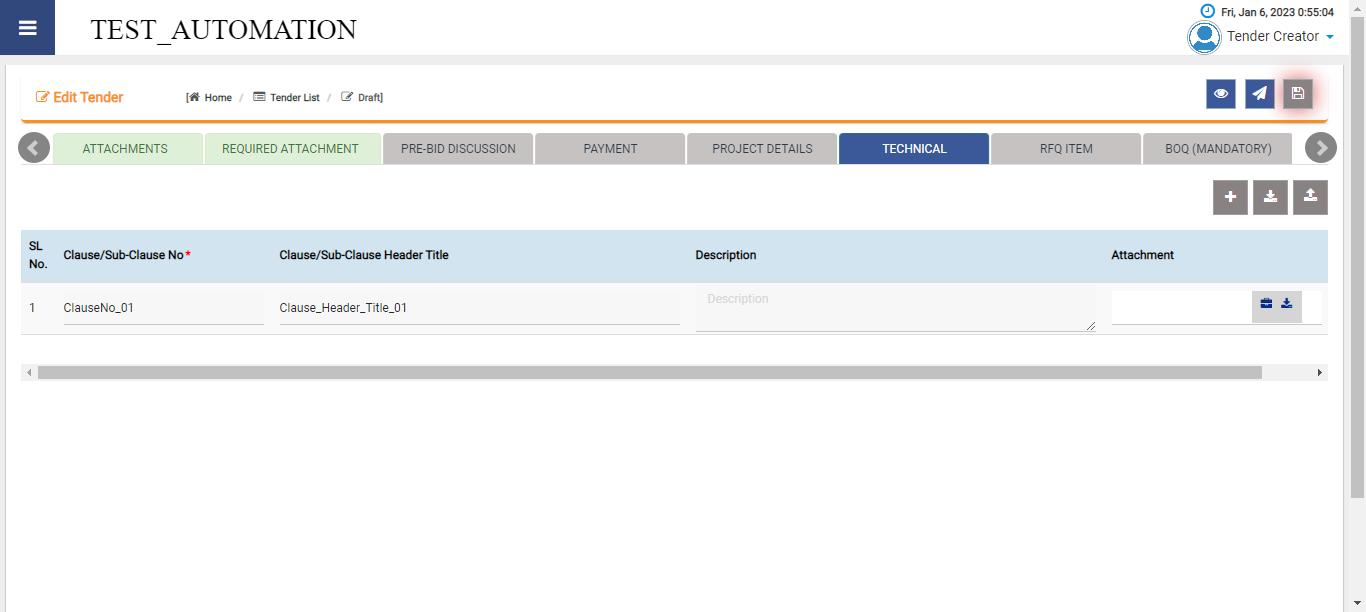 TEST_AUTOMATION
Fri, Jan 6, 2023 0:55:04
Tender Creator
Edit Tender
[ Home / Tender List / Draft]
ATTACHMENTS
REQUIRED ATTACHMENT
PRE-BID DISCUSSION
PAYMENT
PROJECT DETAILS
TECHNICAL
RFQ ITEM
BOQ (MANDATORY)
SL No.
Clause/Sub-Clause No*
Clause/Sub-Clause Header Title
Description
Attachment
1
ClauseNo_01
Clause_Header_Title_01
Description